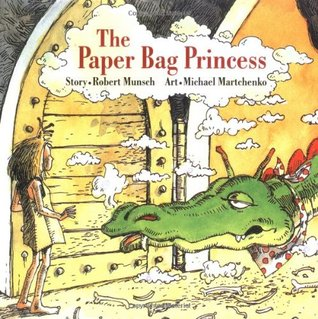 The
Paper Bag Princess
Story•Robert Munsch Art•Michael Martchenko